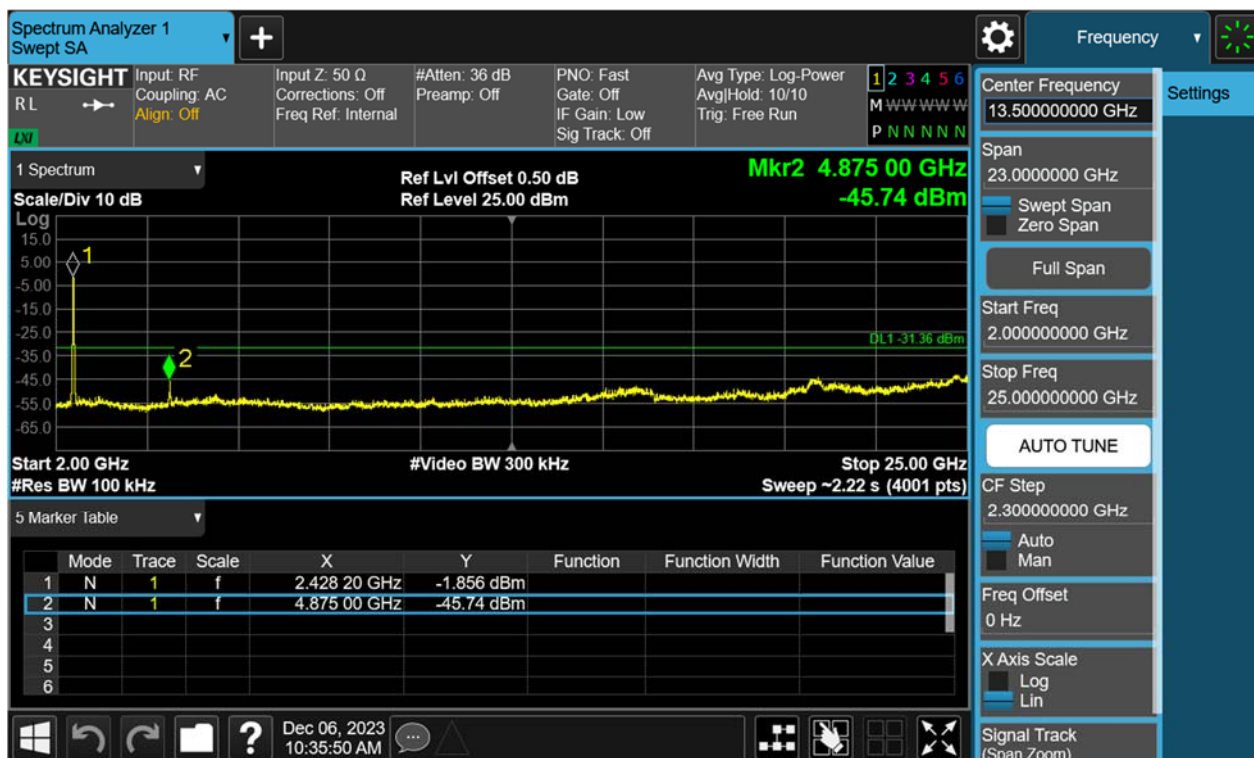 Spectrum Analyzer 1
Swept SA
+
Frequency
KEYSIGHT
R L
LXI
Input: RF
Coupling: AC
Align: Off
Input Z: 50 Ω
Corrections: Off
Freq Ref: Internal
#Atten: 36 dB
Preamp: Off
PNO: Fast
Gate: Off
IF Gain: Low
Sig Track: Off
Avg Type: Log-Power
Avg|Hold: 10/10
Trig: Free Run
1 2 3 4 5 6
M W W W W W
P N N N N N
1 Spectrum
Scale/Div 10 dB
Ref Lvl Offset 0.50 dB
Ref Level 25.00 dBm
Mkr2 4.875 00 GHz
-45.74 dBm
Log
15.0
5.00
-5.00
-15.0
-25.0
-35.0
-45.0
-55.0
-65.0
1
2
DL1 -31.36 dBm
Start 2.00 GHz
#Video BW 300 kHz
Stop 25.00 GHz
#Res BW 100 kHz
Sweep ~2.22 s (4001 pts)
5 Marker Table
Mode Trace Scale X Y Function Function Width Function Value
1 N 1 f 2.428 20 GHz -1.856 dBm
2 N 1 f 4.875 00 GHz -45.74 dBm
3
4
5
6
?
Dec 06, 2023
10:35:50 AM
Center Frequency
13.500000000 GHz
Settings
Span
23.0000000 GHz
Swept Span
Zero Span
Full Span
Start Freq
2.000000000 GHz
Stop Freq
25.000000000 GHz
AUTO TUNE
CF Step
2.300000000 GHz
Auto
Man
Freq Offset
0 Hz
X Axis Scale
Log
Lin
Signal Track
(Span Zoom)